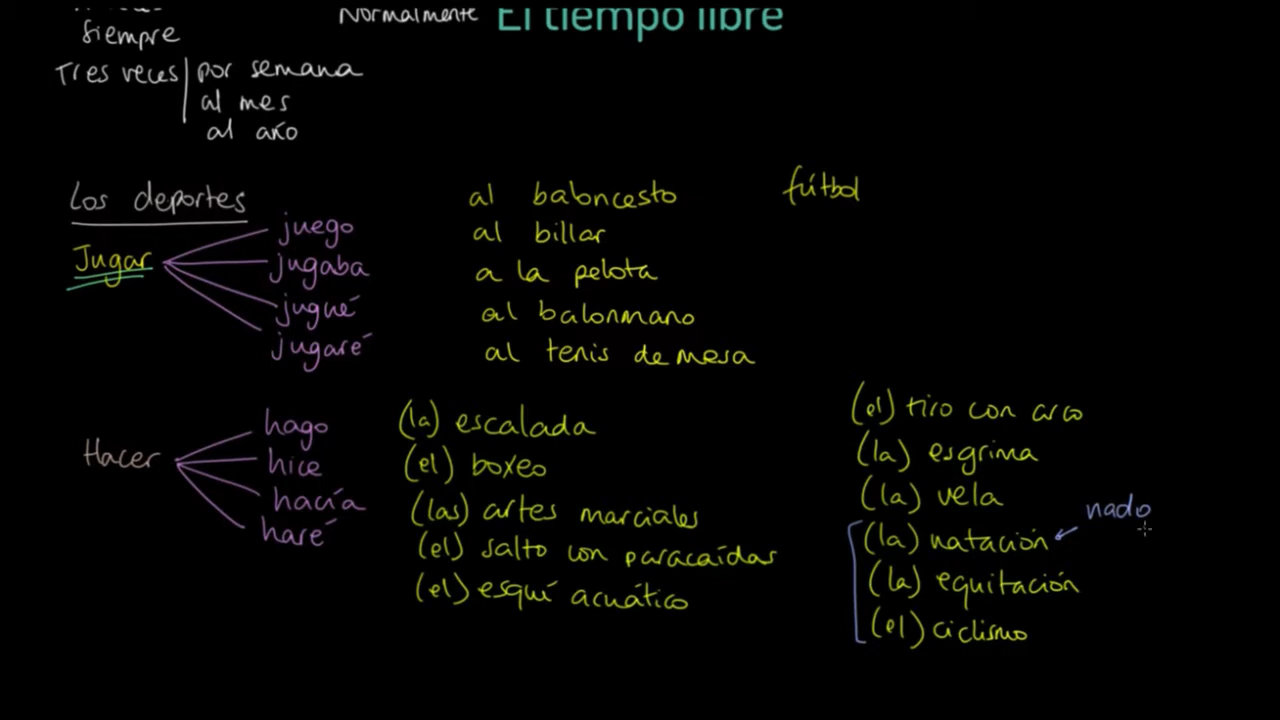 Normalmente El tiempo libre
siempre
Tres veces por semana
al mes
al año
Los deportes
Jugar
juego
jugaba
jugué
jugaré
al baloncesto
al billar
a la pelota
al balonmano
al tenis de mesa
fútbol
Hacer
hago
hice
hacía
haré
(la) escalada
(el) boxeo
(las) artes marciales
(el) salto con paracaídas
(el) esquí acuático
(el) tiro con arco
(la) esgrima
(la) vela
(la) natación
(la) equitación
(el) ciclismo
nado